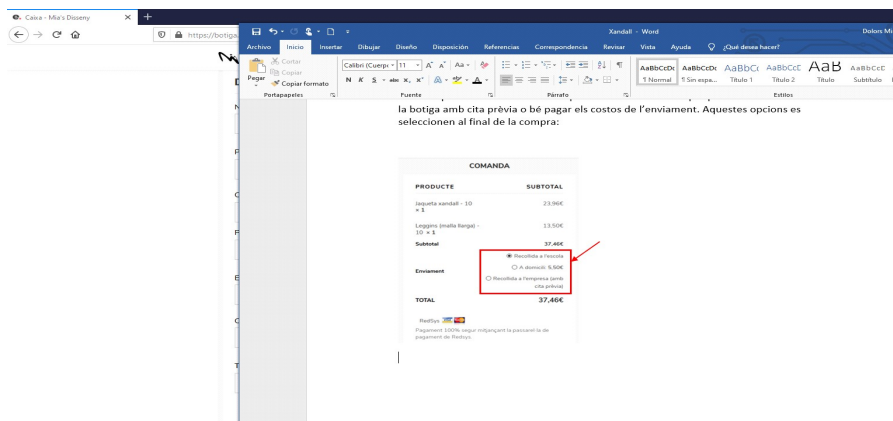 Caixa - Mia's Disseny
https://botiga
Xandall - Word
Dolors Mi
Archivo Inicio Insertar Dibujar Diseño Disposición Referencias Correspondencia Revisar Vista Ayuda ¿Qué desea hacer?
Pegar
Cortar
Copiar
Copiar formato
Portapapeles
Calibri (Cuerpo 11
N K S abc x, x²
Fuente
Párrafo
AaBbCcDc AaBbCcDc AaBbCc AaBbCcC AaB AaBbCcD
¶ Normal ¶ Sin espa... Título 1 Título 2 Título Subtítulo
Estilos
la botiga amb cita prèvia o bé pagar els costos de l'enviament. Aquestes opcions es
seleccionen al final de la compra:
COMANDA
PRODUCTE SUBTOTAL
Jaqueta xandall - 10 23,96€
× 1
Leggins (malla llarga) - 13,50€
10 × 1
Subtotal 37,46€
Enviament
Recollida a l'escola
A domicili: 5,50€
Recollida a l'empresa (amb
cita prèvia)
TOTAL 37,46€
RedSys
Pagament 100% segur mitjançant la passarel·la de
pagament de Redsys.